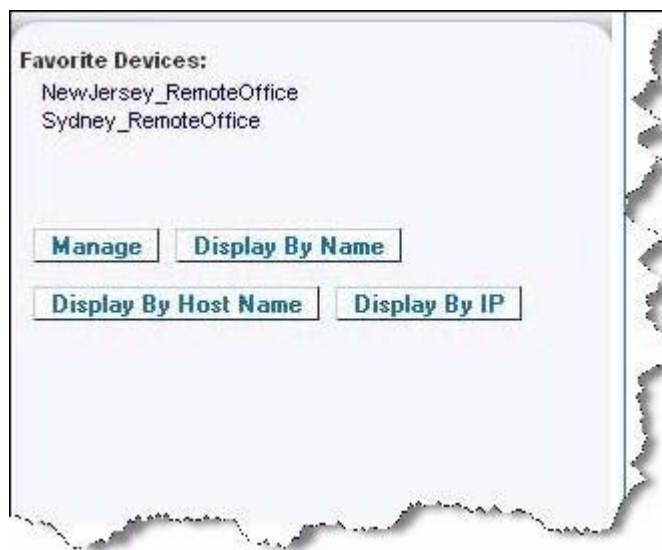 Favorite Devices:
NewJersey_RemoteOffice
Sydney_RemoteOffice
Manage Display By Name
Display By Host Name Display By IP